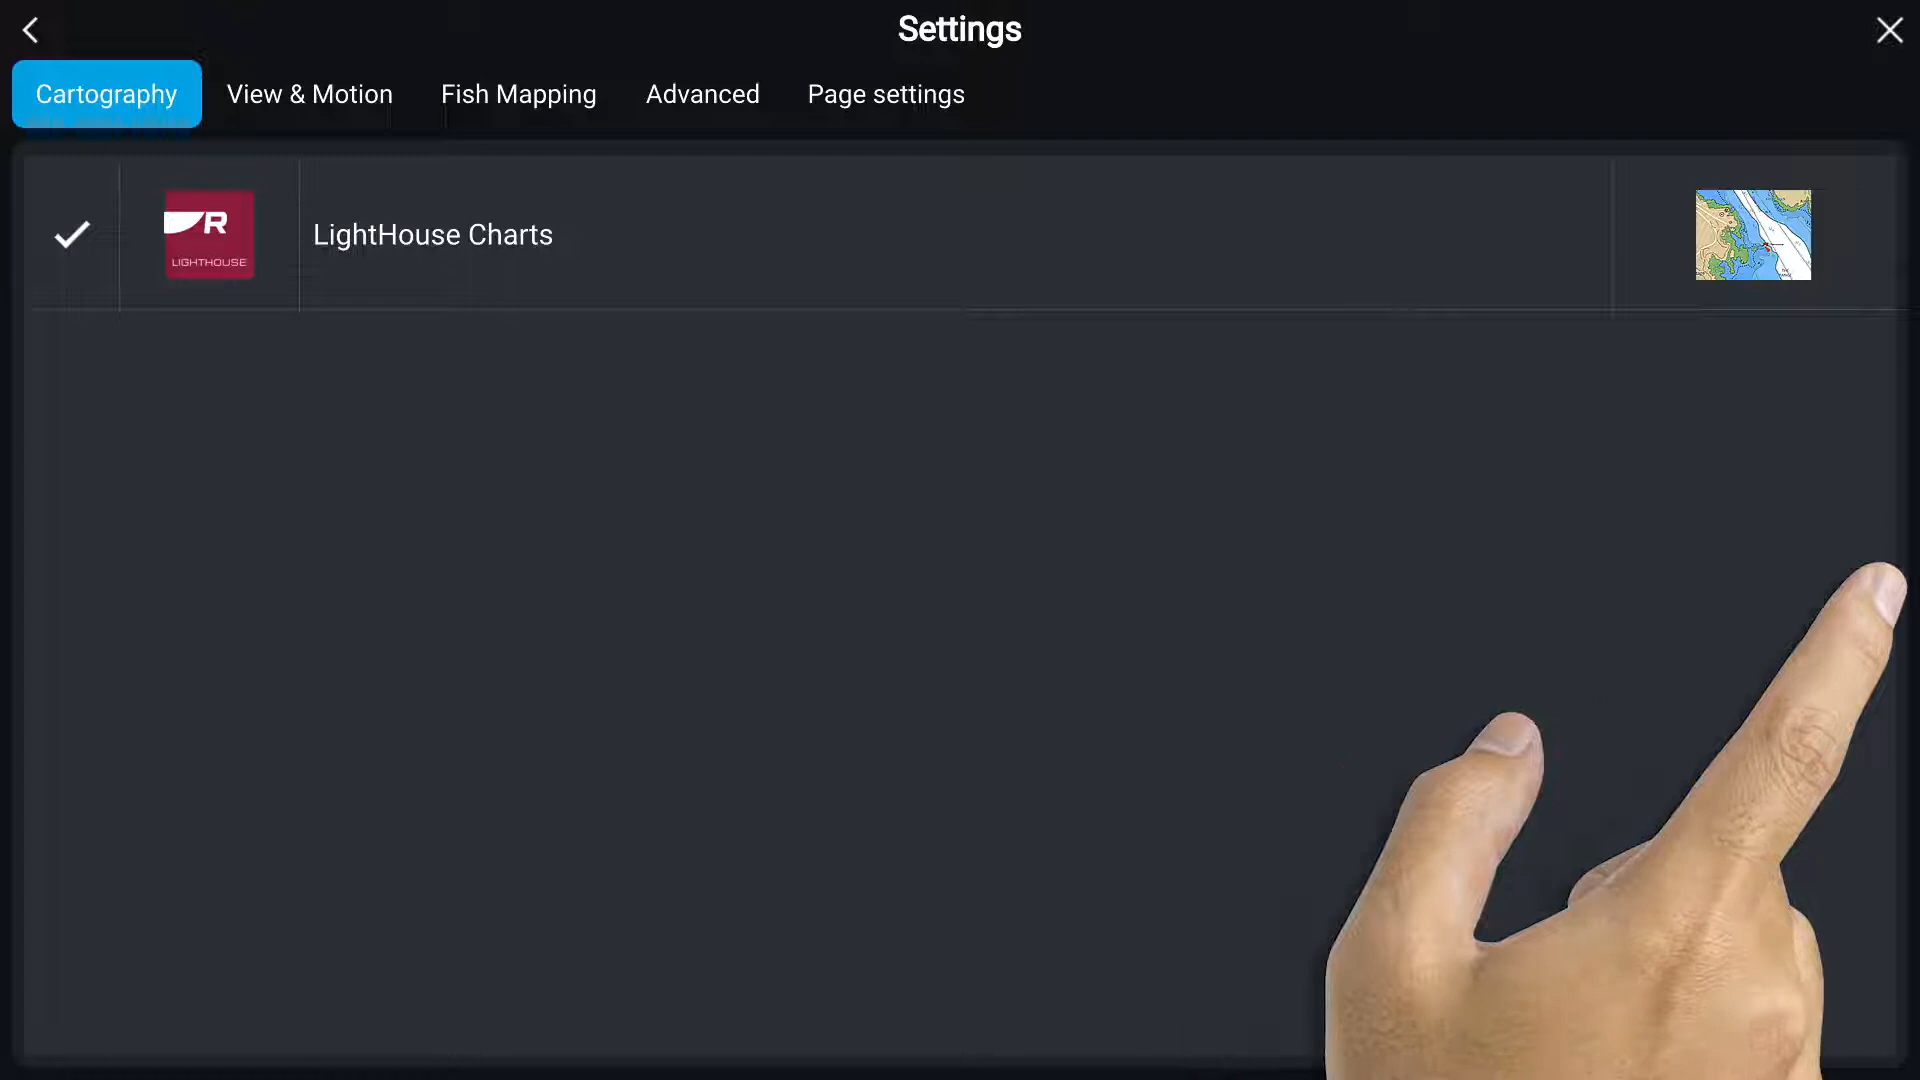 Settings
Cartography
View & Motion
Fish Mapping
Advanced
Page settings
R
LIGHTHOUSE
LightHouse Charts